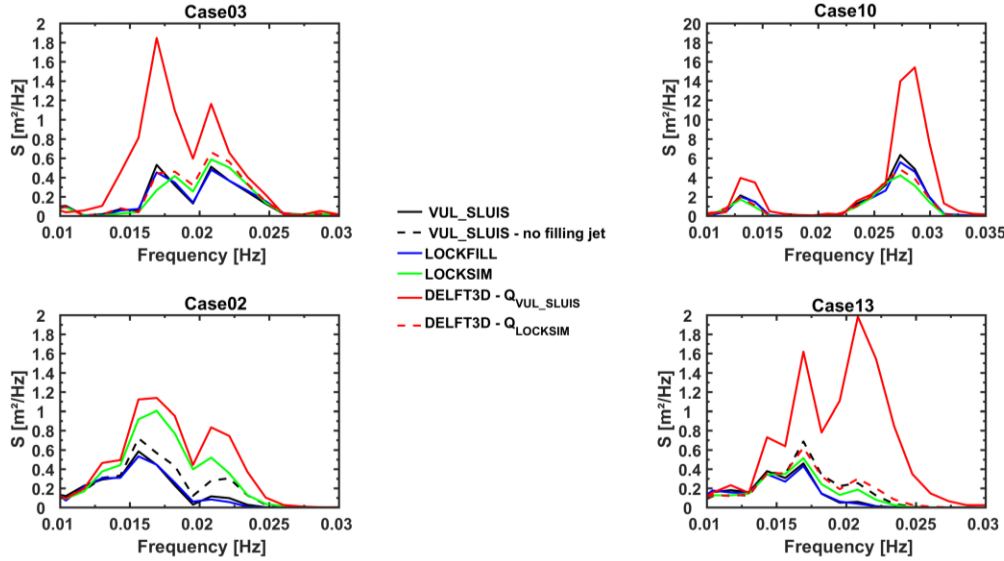 Case03
2
1.8
1.6
1.4
1.2
1
0.8
0.6
0.4
0.2
0
S [m²/Hz]
0.01 0.015 0.02 0.025 0.03
Frequency [Hz]
Case10
20
18
16
14
12
10
8
6
4
2
0
S [m²/Hz]
0.01 0.015 0.02 0.025 0.03 0.035
Frequency [Hz]
VUL_SLUIS
VUL_SLUIS - no filling jet
LOCKFILL
LOCKSIM
DELFT3D - Q_VUL_SLUIS
DELFT3D - Q_LOCKSIM
Case02
2
1.8
1.6
1.4
1.2
1
0.8
0.6
0.4
0.2
0
S [m²/Hz]
0.01 0.015 0.02 0.025 0.03
Frequency [Hz]
Case13
2
1.8
1.6
1.4
1.2
1
0.8
0.6
0.4
0.2
0
S [m²/Hz]
0.01 0.015 0.02 0.025 0.03
Frequency [Hz]